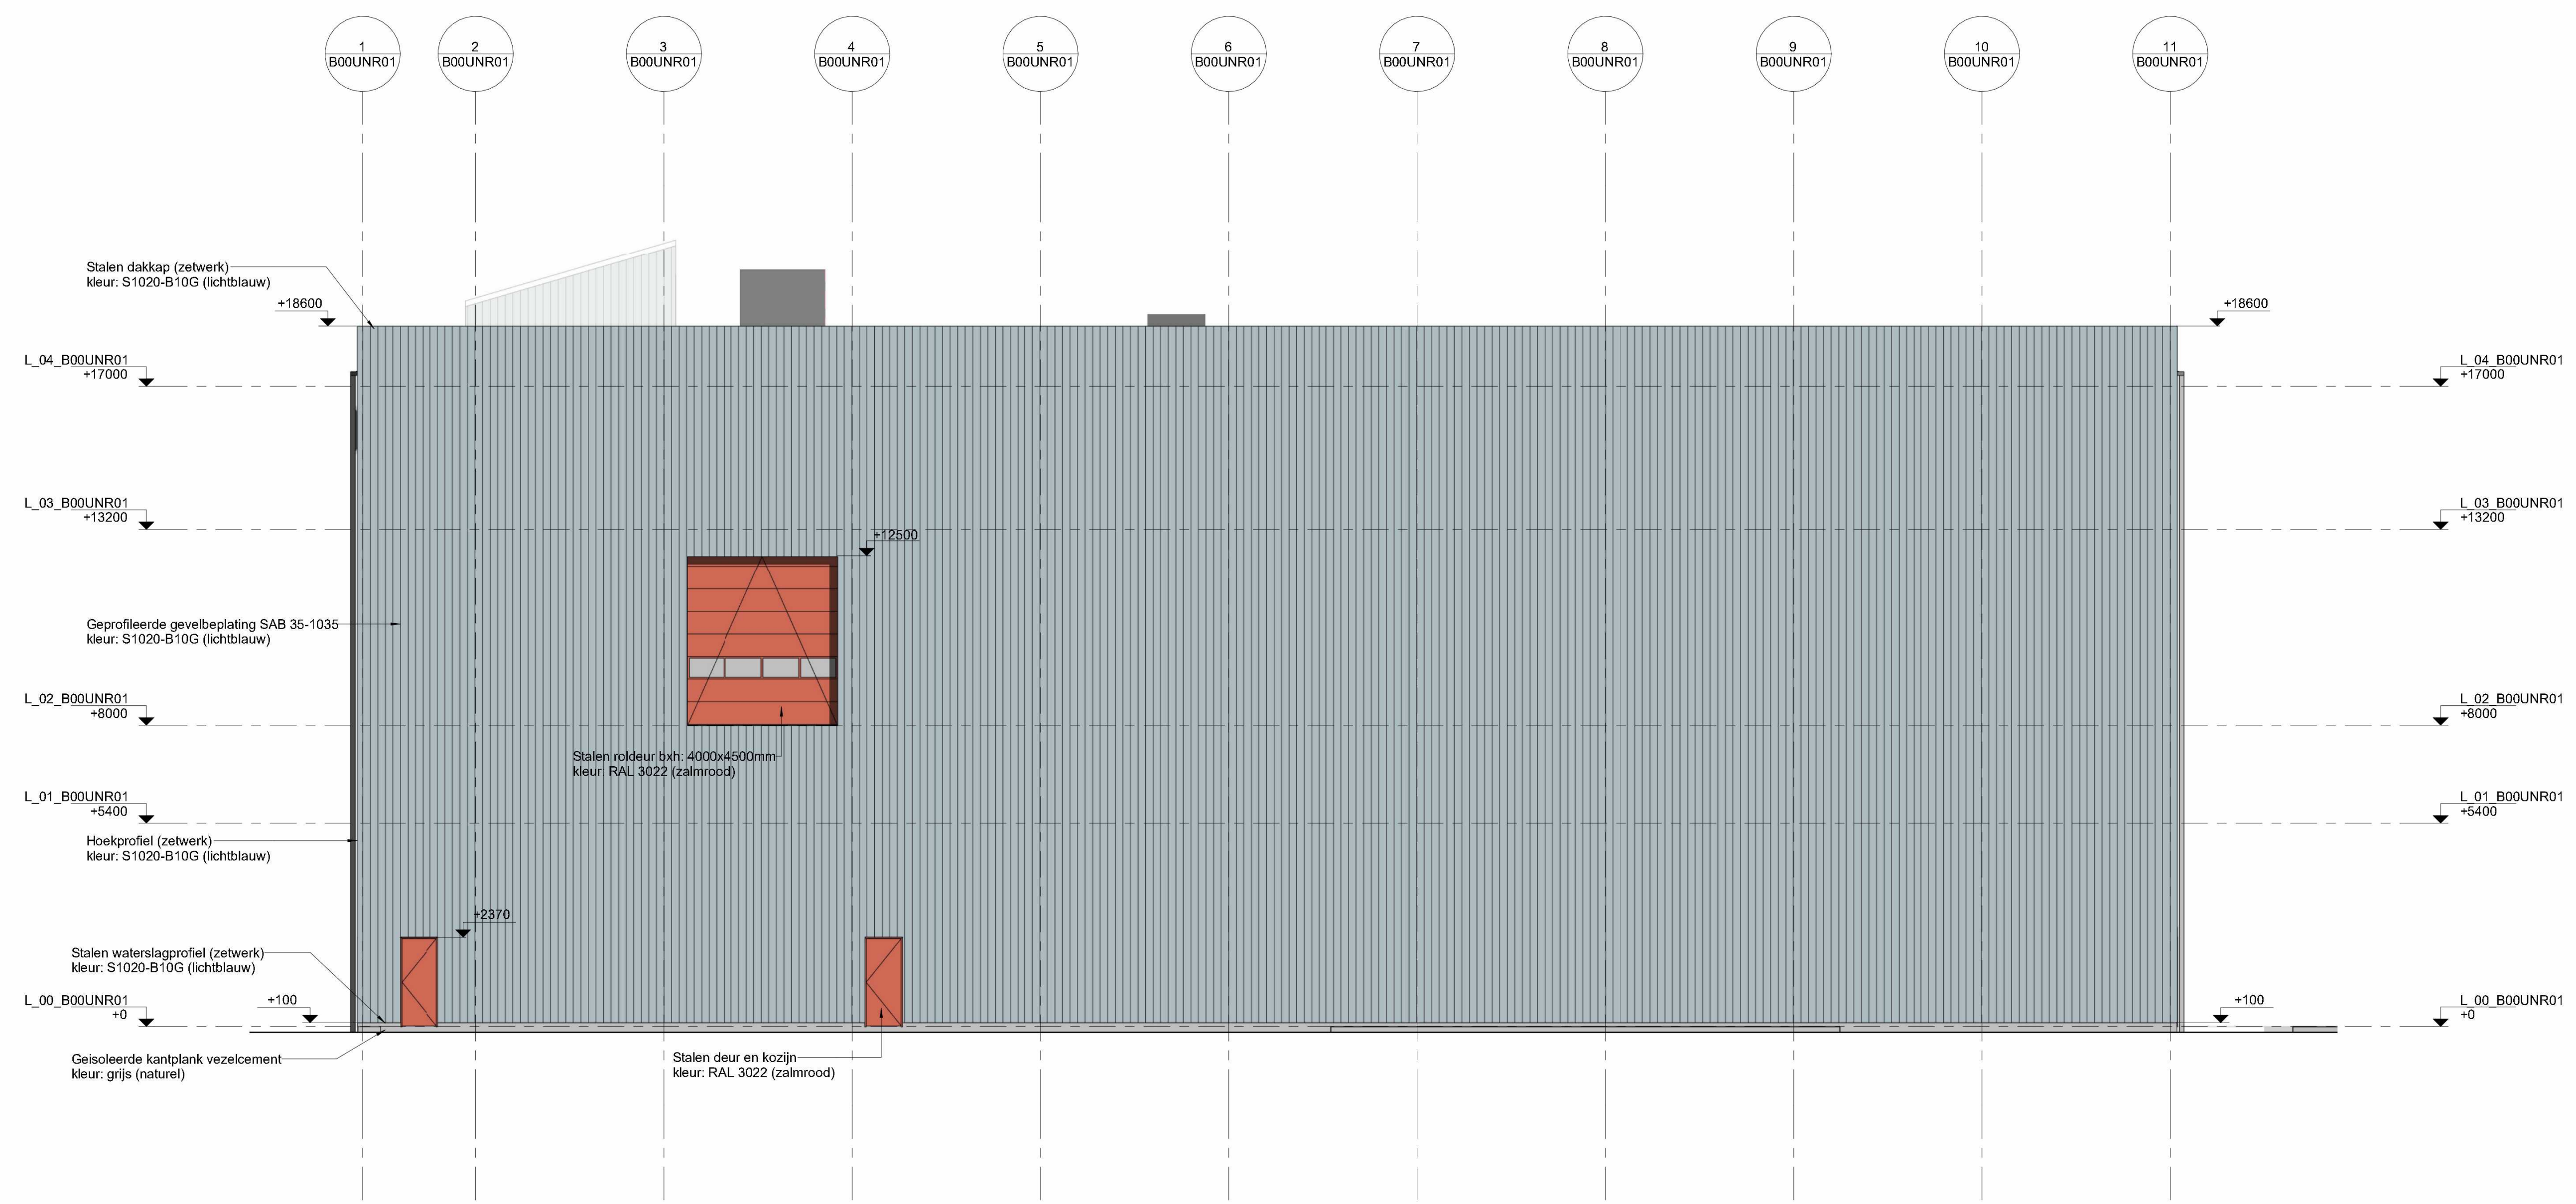 1
B00UNR01
2
B00UNR01
3
B00UNR01
4
B00UNR01
5
B00UNR01
6
B00UNR01
7
B00UNR01
8
B00UNR01
9
B00UNR01
10
B00UNR01
11
B00UNR01
Stalen dakkap (zetwerk)
kleur: S1020-B10G (lichtblauw)
+18600
+18600
L_04_B00UNR01
+17000
L_04_B00UNR01
+17000
L_03_B00UNR01
+13200
L_03_B00UNR01
+13200
+12500
Geprofileerde gevelbeplating SAB 35-1035
kleur: S1020-B10G (lichtblauw)
L_02_B00UNR01
+8000
L_02_B00UNR01
+8000
Stalen roldeur bxh: 4000x4500mm
kleur: RAL 3022 (zalmrood)
L_01_B00UNR01
+5400
L_01_B00UNR01
+5400
Hoekprofiel (zetwerk)
kleur: S1020-B10G (lichtblauw)
+2370
Stalen waterslagprofiel (zetwerk)
kleur: S1020-B10G (lichtblauw)
L_00_B00UNR01
+0
+100
+100
L_00_B00UNR01
+0
Geisoleerde kantplank vezelcement
kleur: grijs (naturel)
Stalen deur en kozijn
kleur: RAL 3022 (zalmrood)